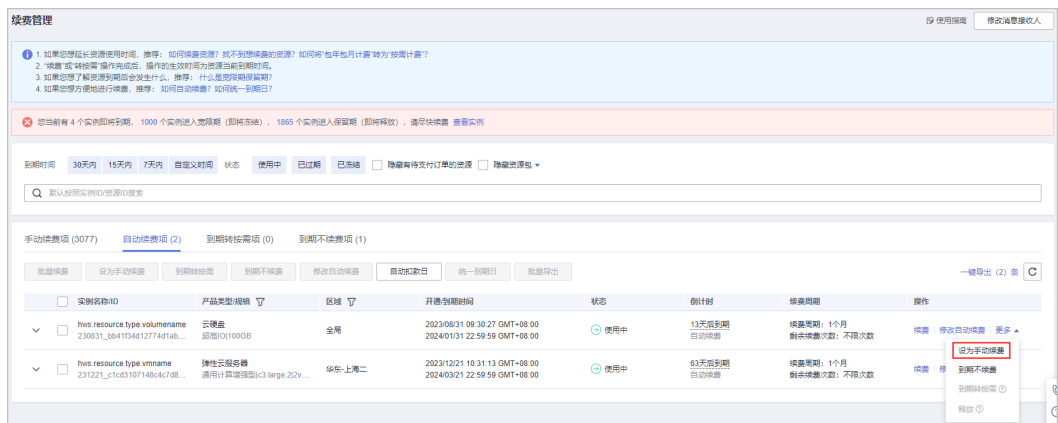 续费管理
使用指南
修改消息接收人
1. 如果您想延长资源使用时间，推荐： 如何续费资源？找不到想续费的资源？如何将“包年包月计费”转为“按需计费”？
2. “续费”或“转按需”操作完成后，操作的生效时间为资源当前到期时间。
3. 如果您想了解资源到期后会发生什么，推荐： 什么是宽限期保留期？
4. 如果您想方便地进行续费，推荐： 如何自动续费？如何统一到期日？
您当前有 4 个实例即将到期， 1000 个实例进入宽限期（即将冻结）， 1865 个实例进入保留期（即将释放），请尽快续费 查看实例
到期时间 30天内 15天内 7天内 自定义时间 状态 使用中 已过期 已冻结 隐藏有待支付订单的资源 隐藏资源包
默认按照实例ID/资源ID搜索
手动续费项 (3077) 自动续费项 (2) 到期转按需项 (0) 到期不续费项 (1)
批量续费 设为手动续费 到期转按需 到期不续费 修改自动续费 自动扣款日 统一到期日 批量导出 一键导出（2）条
实例名称/ID 产品类型/规格 区域 开通/到期时间 状态 倒计时 续费周期 操作
hws.resource.type.volumename 云硬盘 全局 2023/08/31 09:30:27 GMT+08:00 使用中 13天后到期 续费周期：1个月 续费 修改自动续费 更多
230831_bb41f34d12774d1ab... 超高IO|100GB 2024/01/31 22:59:59 GMT+08:00 自动续费 剩余续费次数：不限次数
设为手动续费
hws.resource.type.vmname 弹性云服务器 华东-上海二 2023/12/21 10:31:13 GMT+08:00 使用中 63天后到期 续费周期：1个月 续费 修
231221_c1cd3107148c4c7d8... 通用计算增强型|c3.large.2|2v... 2024/03/21 22:59:59 GMT+08:00 自动续费 剩余续费次数：不限次数
到期不续费
到期转按需
释放